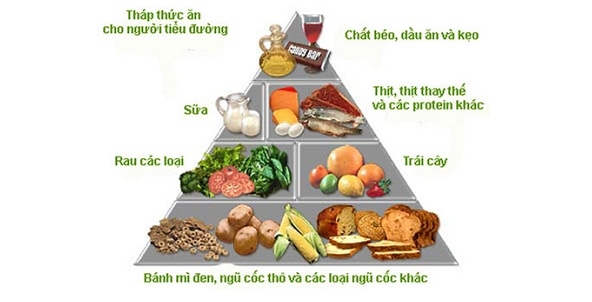 Tháp thức ăn
cho người tiểu đường
Chất béo, dầu ăn và kẹo
CANDY BAR
Thịt, thịt thay thế
và các protein khác
Sữa
Rau các loại
Trái cây
Bánh mì đen, ngũ cốc thô và các loại ngũ cốc khác